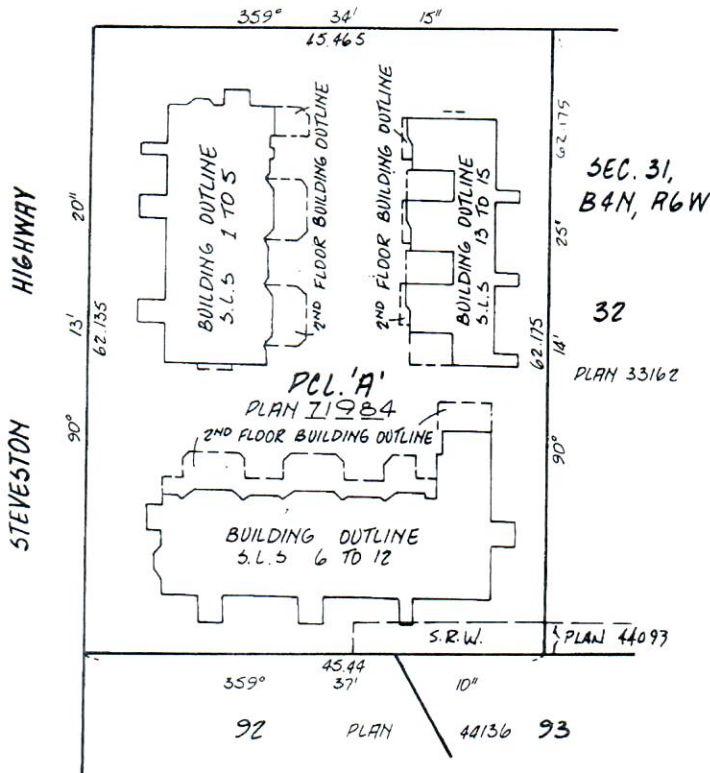 359° 34' 15"
45.465
2ND FLOOR BUILDING OUTLINE
BUILDING OUTLINE
S.L.S 1 TO 5
2ND FLOOR BUILDING OUTLINE
BUILDING OUTLINE
S.L.S 13 TO 15
62.175
SEC. 31,
B4N, R6W
32
PLAN 33162
90° 14' 25"
62.175
STEVESTON HIGHWAY
90° 13' 20"
62.135
PCL. 'A'
PLAN 71984
2ND FLOOR BUILDING OUTLINE
BUILDING OUTLINE
S.L.S 6 TO 12
S.R.W.
PLAN 44093
45.44
359° 37' 10"
92 PLAN 44136 93